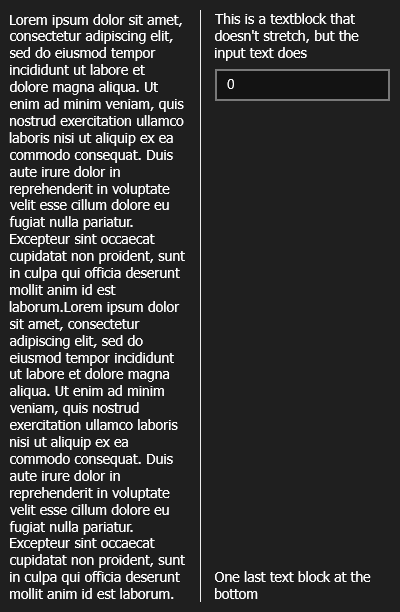 Lorem ipsum dolor sit amet,
consectetur adipiscing elit,
sed do eiusmod tempor
incididunt ut labore et
dolore magna aliqua. Ut
enim ad minim veniam, quis
nostrud exercitation ullamco
laboris nisi ut aliquip ex ea
commodo consequat. Duis
aute irure dolor in
reprehenderit in voluptate
velit esse cillum dolore eu
fugiat nulla pariatur.
Excepteur sint occaecat
cupidatat non proident, sunt
in culpa qui officia deserunt
mollit anim id est
laborum.Lorem ipsum dolor
sit amet, consectetur
adipiscing elit, sed do
eiusmod tempor incididunt
ut labore et dolore magna
aliqua. Ut enim ad minim
veniam, quis nostrud
exercitation ullamco laboris
nisi ut aliquip ex ea
commodo consequat. Duis
aute irure dolor in
reprehenderit in voluptate
velit esse cillum dolore eu
fugiat nulla pariatur.
Excepteur sint occaecat
cupidatat non proident, sunt
in culpa qui officia deserunt
mollit anim id est laborum.
This is a textblock that
doesn't stretch, but the
input text does
0
One last text block at the
bottom